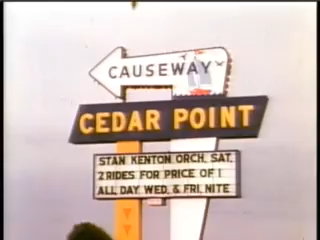 CAUSEWAY
CEDAR POINT
STAN KENTON ORCH. SAT.
2 RIDES FOR PRICE OF 1
ALL DAY WED. & FRI. NITE